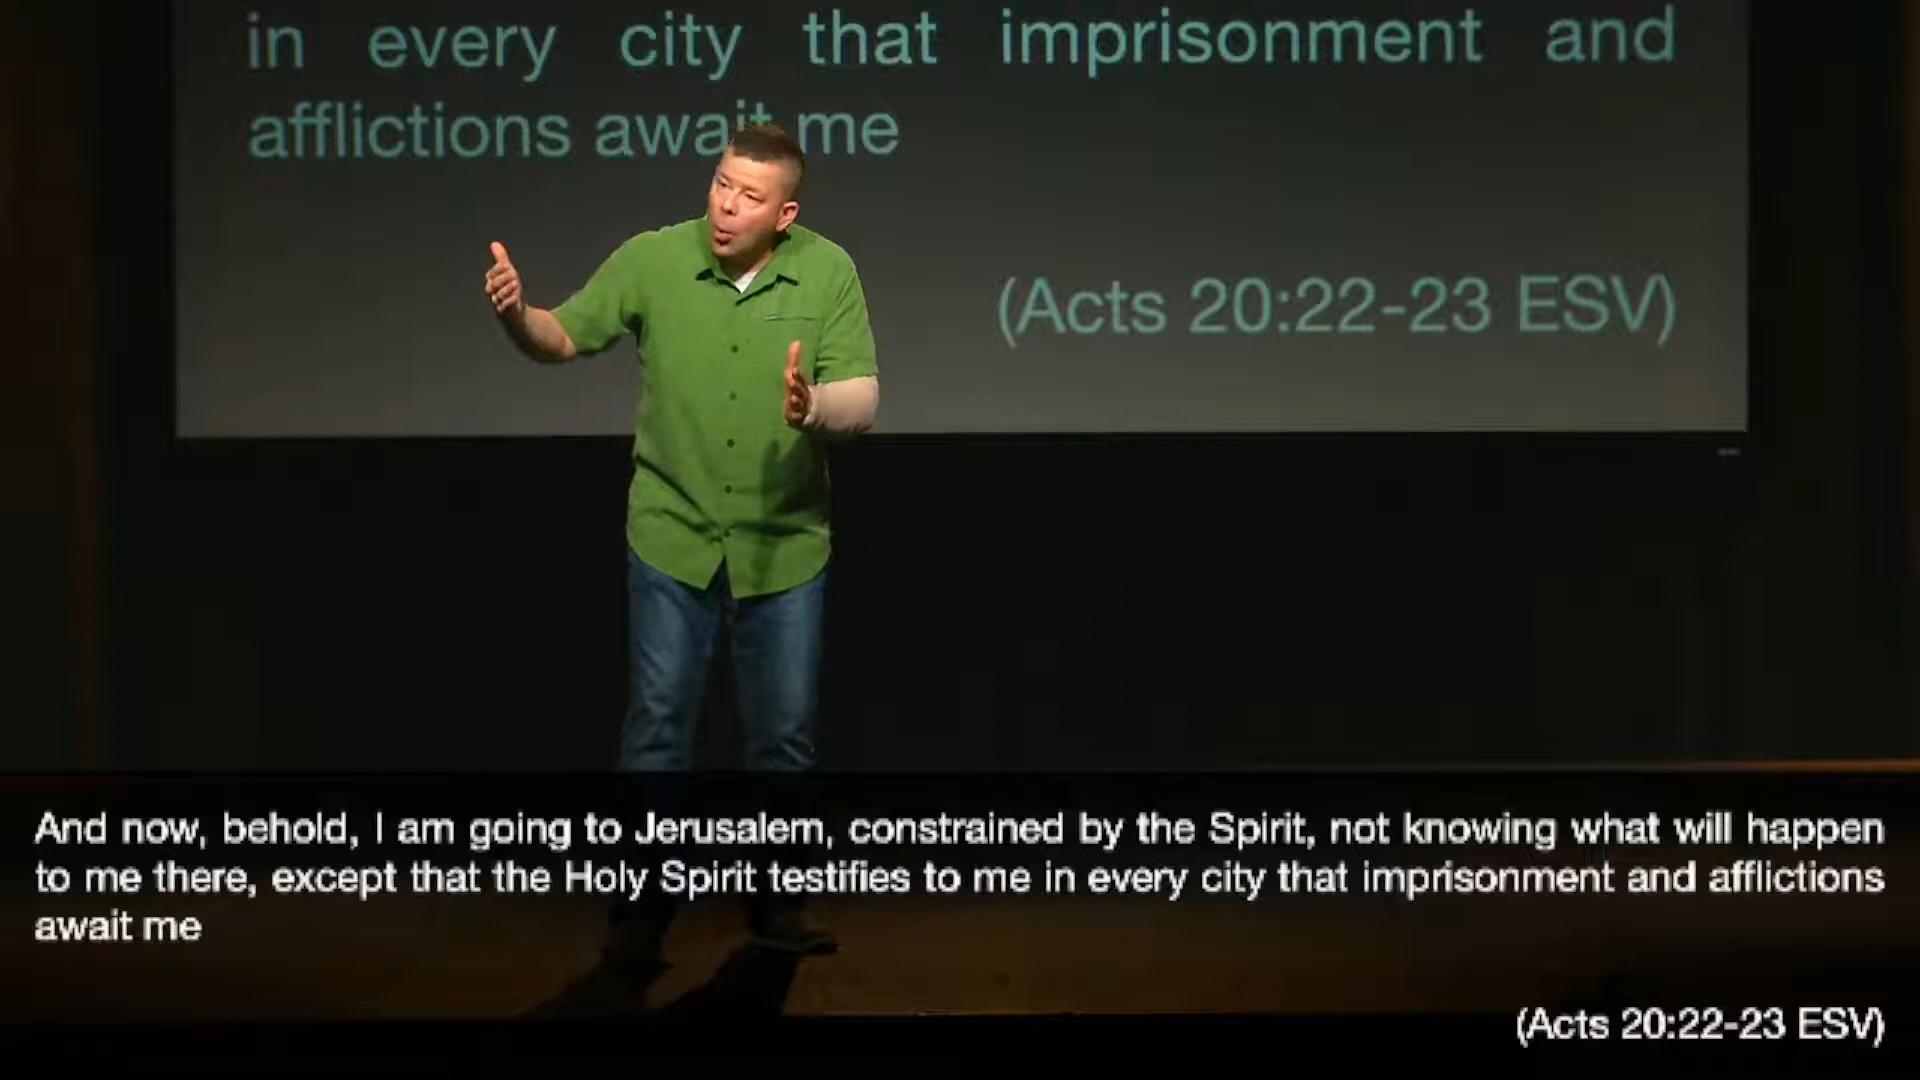 in every city that imprisonment and
afflictions await me
(Acts 20:22-23 ESV)
And now, behold, I am going to Jerusalem, constrained by the Spirit, not knowing what will happen
to me there, except that the Holy Spirit testifies to me in every city that imprisonment and afflictions
await me
(Acts 20:22-23 ESV)